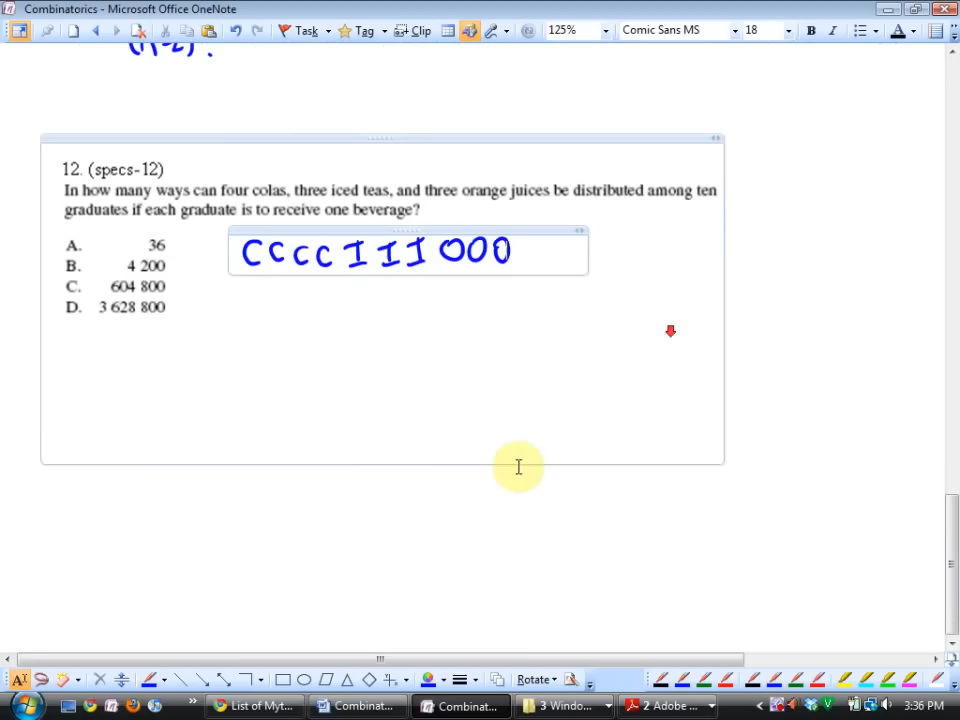 Combinatorics - Microsoft Office OneNote
Task Tag Clip 125% Comic Sans MS 18 B I A
(n-2)!
12. (specs-12)
In how many ways can four colas, three iced teas, and three orange juices be distributed among ten
graduates if each graduate is to receive one beverage?
A. 36
B. 4 200
C. 604 800
D. 3 628 800
C C C C I I I O O O
A Rotate
List of Myt... Combinat... Combinat... 3 Windo... 2 Adobe ... 3:36 PM